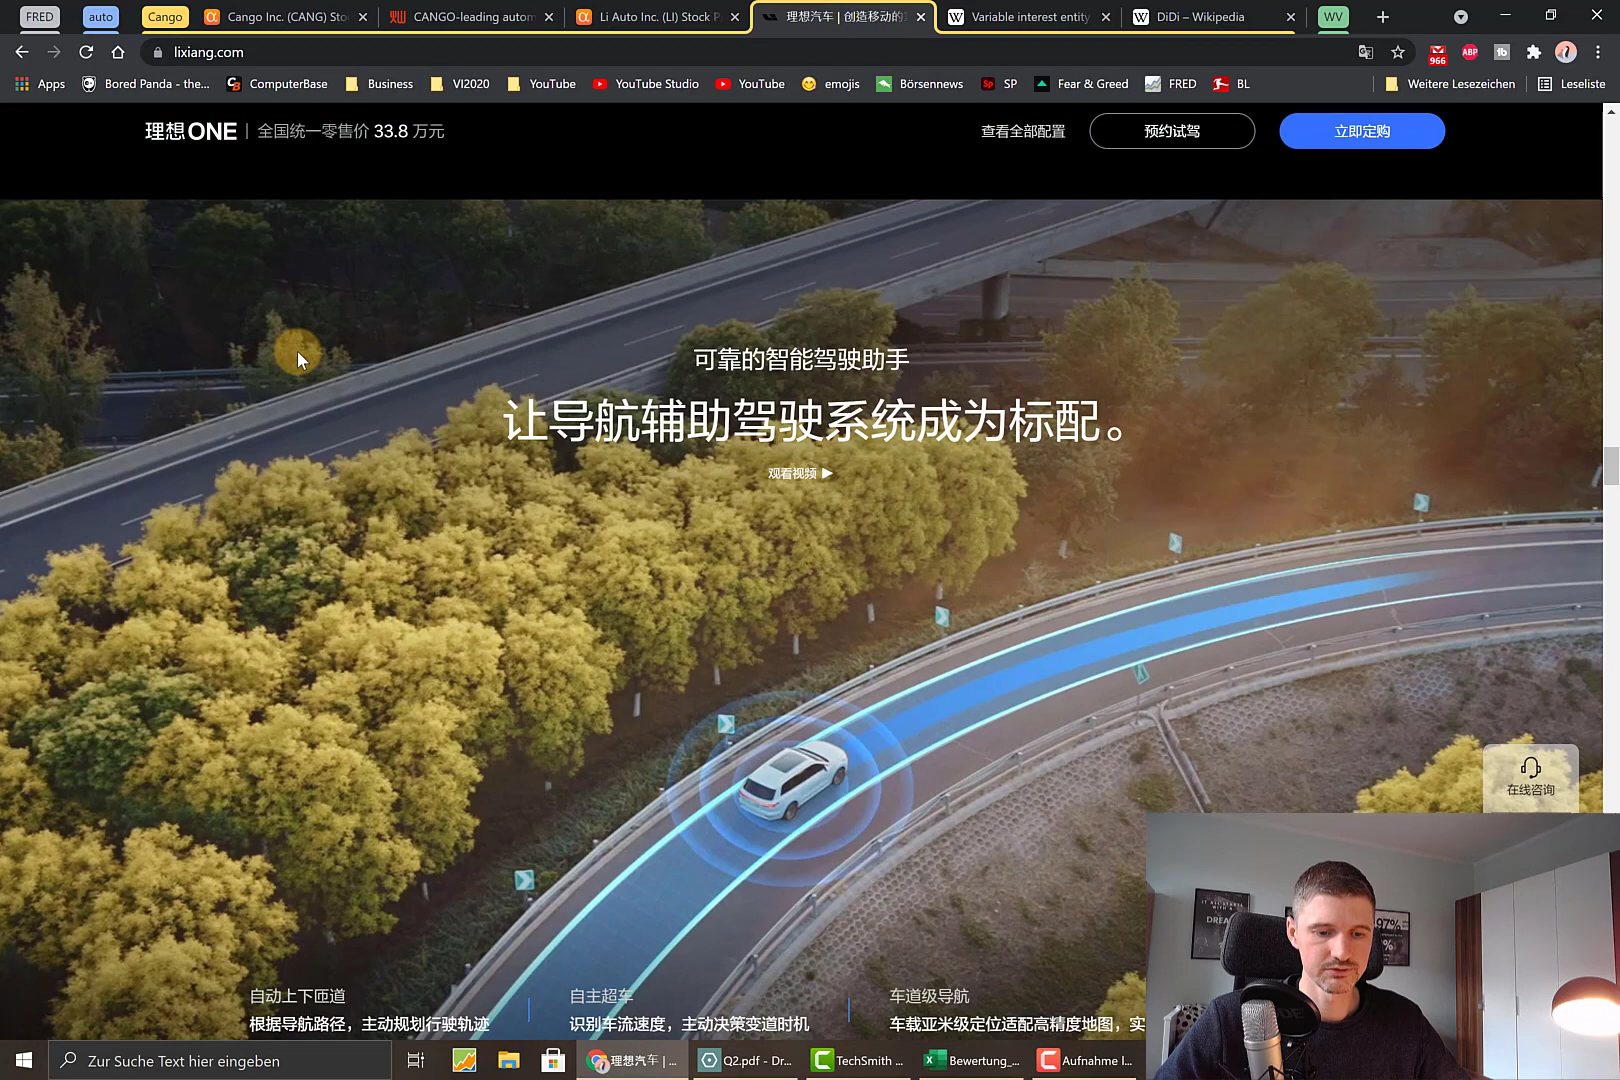 FRED
auto
Cango
Cango Inc. (CANG) Sto
CANGO-leading autom
Li Auto Inc. (LI) Stock P
理想汽车 | 创造移动的
Variable interest entity
DiDi – Wikipedia
WV
lixiang.com
966
ABP
tb
Apps
Bored Panda - the...
ComputerBase
Business
VI2020
YouTube
YouTube Studio
YouTube
emojis
Börsennews
SP
Fear & Greed
FRED
BL
Weitere Lesezeichen
Leseliste
理想ONE | 全国统一零售价 33.8 万元
查看全部配置
预约试驾
立即定购
可靠的智能驾驶助手
让导航辅助驾驶系统成为标配。
观看视频
在线咨询
DREA
97%
%
自动上下匝道
根据导航路径，主动规划行驶轨迹
自主超车
识别车流速度，主动决策变道时机
车道级导航
车载亚米级定位适配高精度地图，实
Zur Suche Text hier eingeben
理想汽车 | ...
Q2.pdf - Dr...
TechSmith ...
Bewertung_...
Aufnahme l...